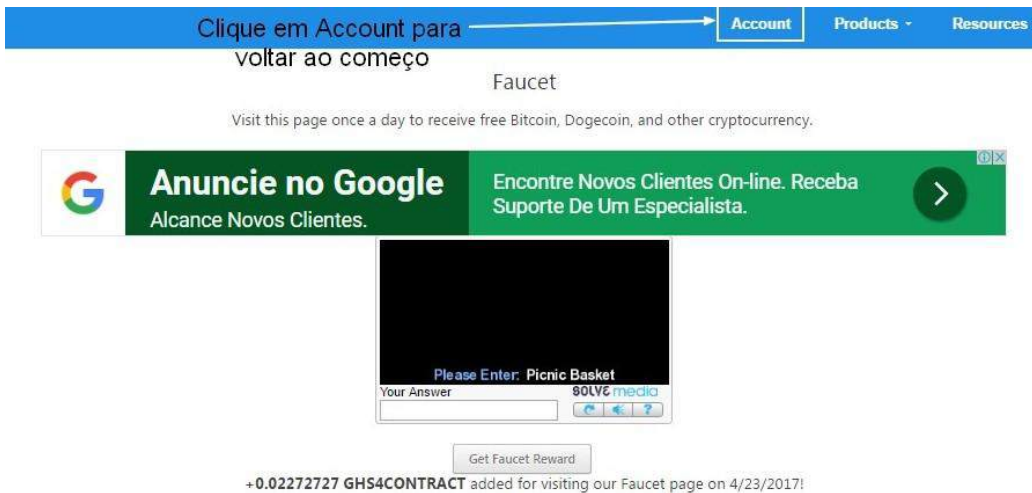 Clique em Account para
voltar ao começo
Account Products Resources
Faucet
Visit this page once a day to receive free Bitcoin, Dogecoin, and other cryptocurrency.
G
Anuncie no Google
Alcance Novos Clientes.
Encontre Novos Clientes On-line. Receba
Suporte De Um Especialista.
Please Enter: Picnic Basket
Your Answer
SOLVE media
?
Get Faucet Reward
+0.02272727 GHS4CONTRACT added for visiting our Faucet page on 4/23/2017!